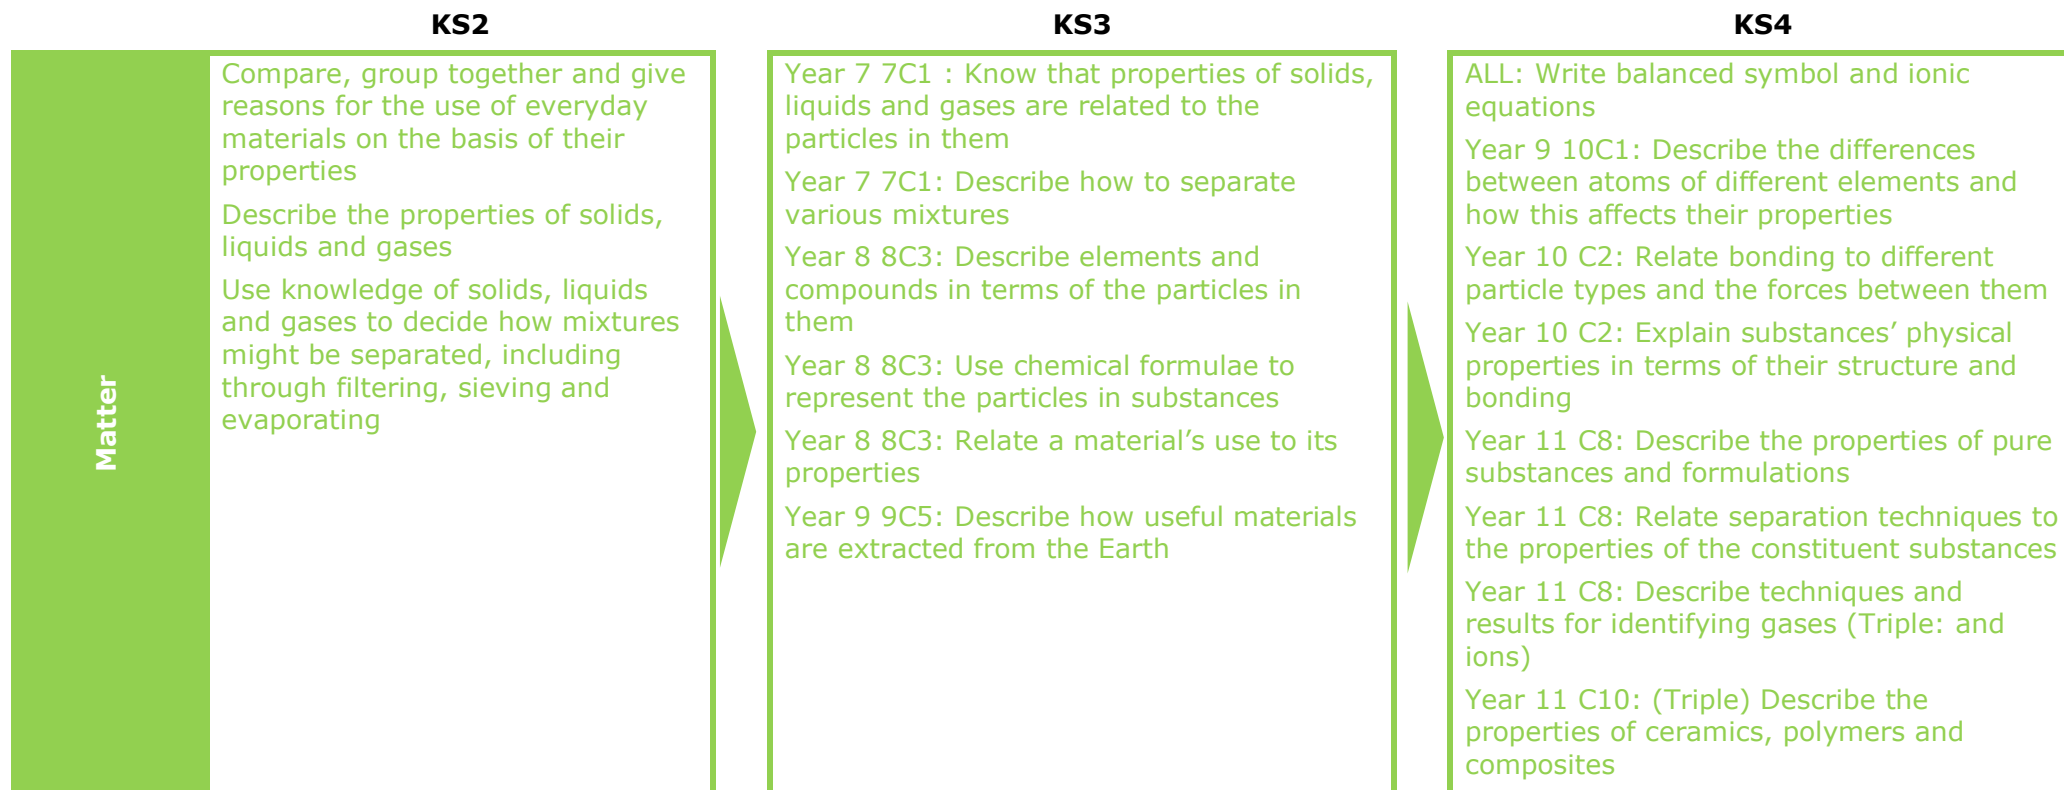 KS2
KS3
KS4
Matter
Compare, group together and give
reasons for the use of everyday
materials on the basis of their
properties
Describe the properties of solids,
liquids and gases
Use knowledge of solids, liquids
and gases to decide how mixtures
might be separated, including
through filtering, sieving and
evaporating
Year 7 7C1 : Know that properties of solids,
liquids and gases are related to the
particles in them
Year 7 7C1: Describe how to separate
various mixtures
Year 8 8C3: Describe elements and
compounds in terms of the particles in
them
Year 8 8C3: Use chemical formulae to
represent the particles in substances
Year 8 8C3: Relate a material’s use to its
properties
Year 9 9C5: Describe how useful materials
are extracted from the Earth
ALL: Write balanced symbol and ionic
equations
Year 9 10C1: Describe the differences
between atoms of different elements and
how this affects their properties
Year 10 C2: Relate bonding to different
particle types and the forces between them
Year 10 C2: Explain substances’ physical
properties in terms of their structure and
bonding
Year 11 C8: Describe the properties of pure
substances and formulations
Year 11 C8: Relate separation techniques to
the properties of the constituent substances
Year 11 C8: Describe techniques and
results for identifying gases (Triple: and
ions)
Year 11 C10: (Triple) Describe the
properties of ceramics, polymers and
composites